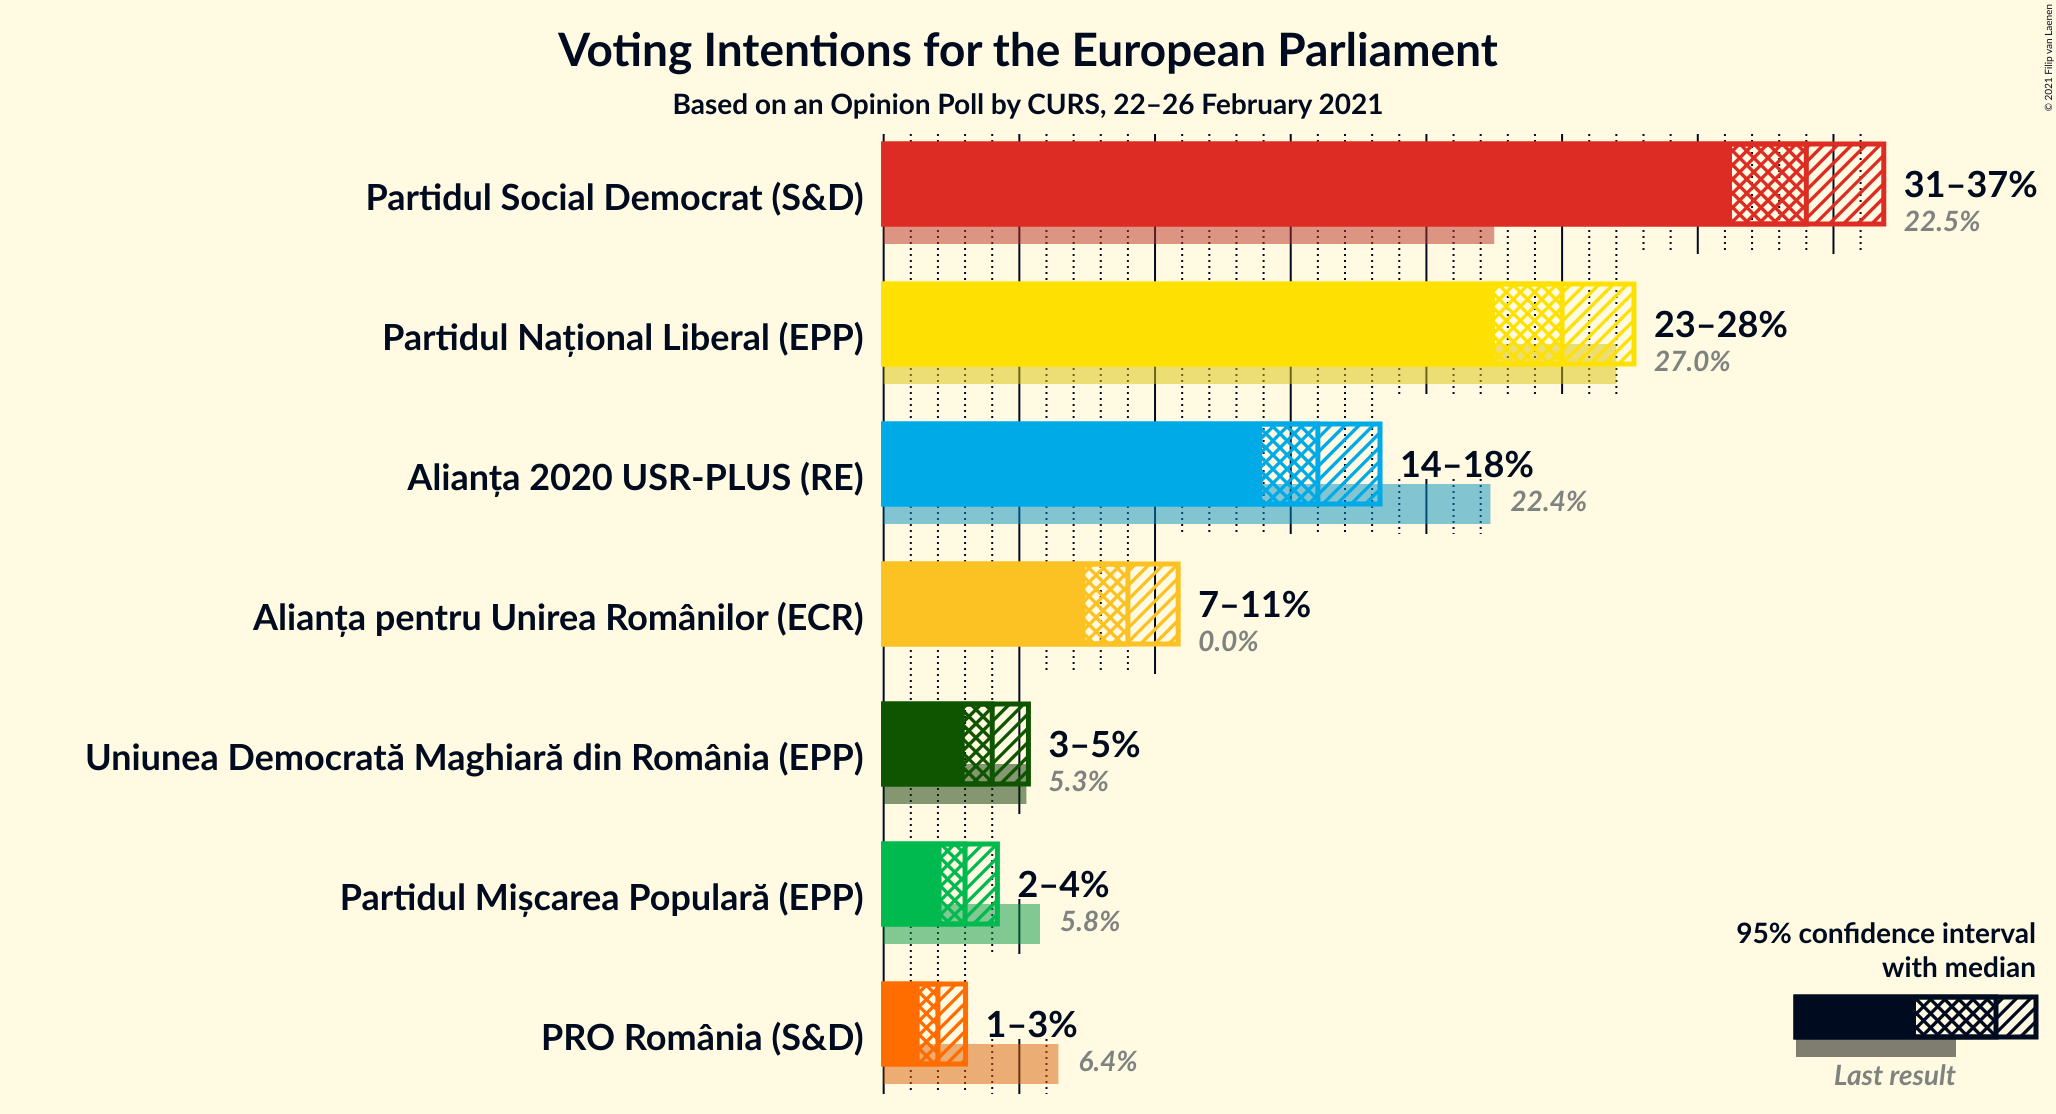 Voting Intentions for the European Parliament
Based on an Opinion Poll by CURS, 22–26 February 2021
© 2021 Filip van Laenen
Partidul Social Democrat (S&D)
31–37%
22.5%
Partidul Național Liberal (EPP)
23–28%
27.0%
Alianța 2020 USR-PLUS (RE)
14–18%
22.4%
Alianța pentru Unirea Românilor (ECR)
7–11%
0.0%
Uniunea Democrată Maghiară din România (EPP)
3–5%
5.3%
Partidul Mișcarea Populară (EPP)
2–4%
5.8%
PRO România (S&D)
1–3%
6.4%
95% confidence interval
with median
Last result